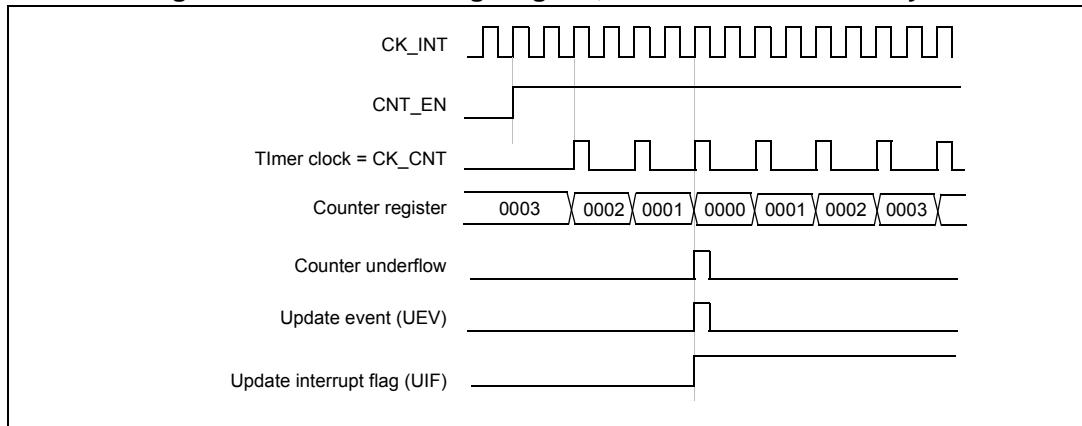 CK_INT
CNT_EN
TImer clock = CK_CNT
Counter register 0003 0002 0001 0000 0001 0002 0003
Counter underflow
Update event (UEV)
Update interrupt flag (UIF)